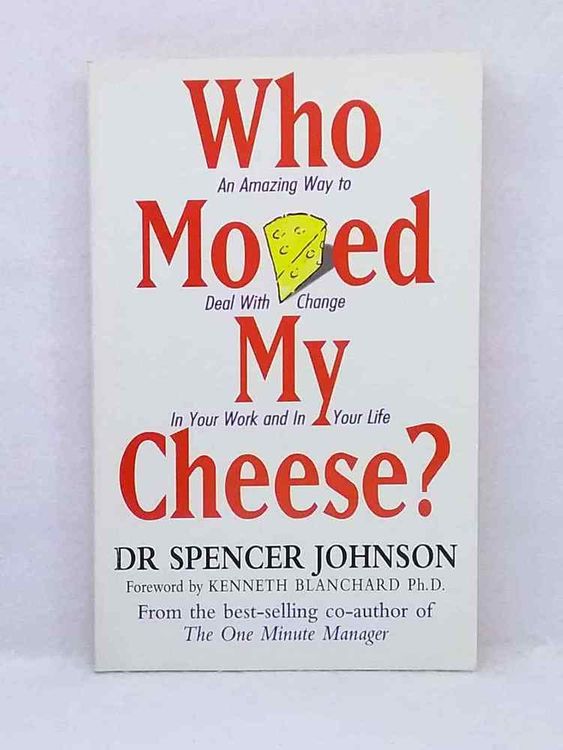 Who
An Amazing Way to
Moved
Deal With Change
My
In Your Work and In Your Life
Cheese?
DR SPENCER JOHNSON
Foreword by KENNETH BLANCHARD Ph.D.
From the best-selling co-author of
The One Minute Manager